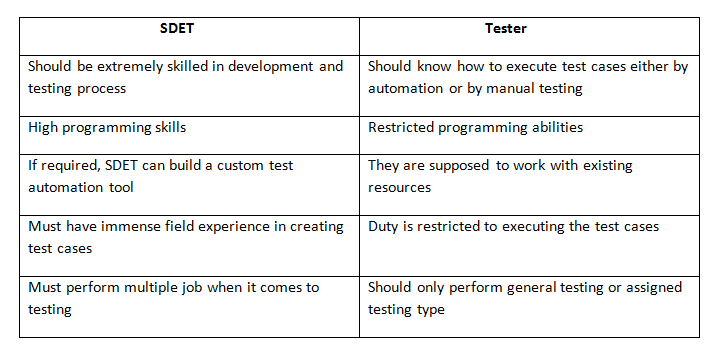 SDET Tester
Should be extremely skilled in development and Should know how to execute test cases either by
testing process automation or by manual testing
High programming skills Restricted programming abilities
If required, SDET can build a custom test They are supposed to work with existing
automation tool resources
Must have immense field experience in creating Duty is restricted to executing the test cases
test cases
Must perform multiple job when it comes to Should only perform general testing or assigned
testing testing type